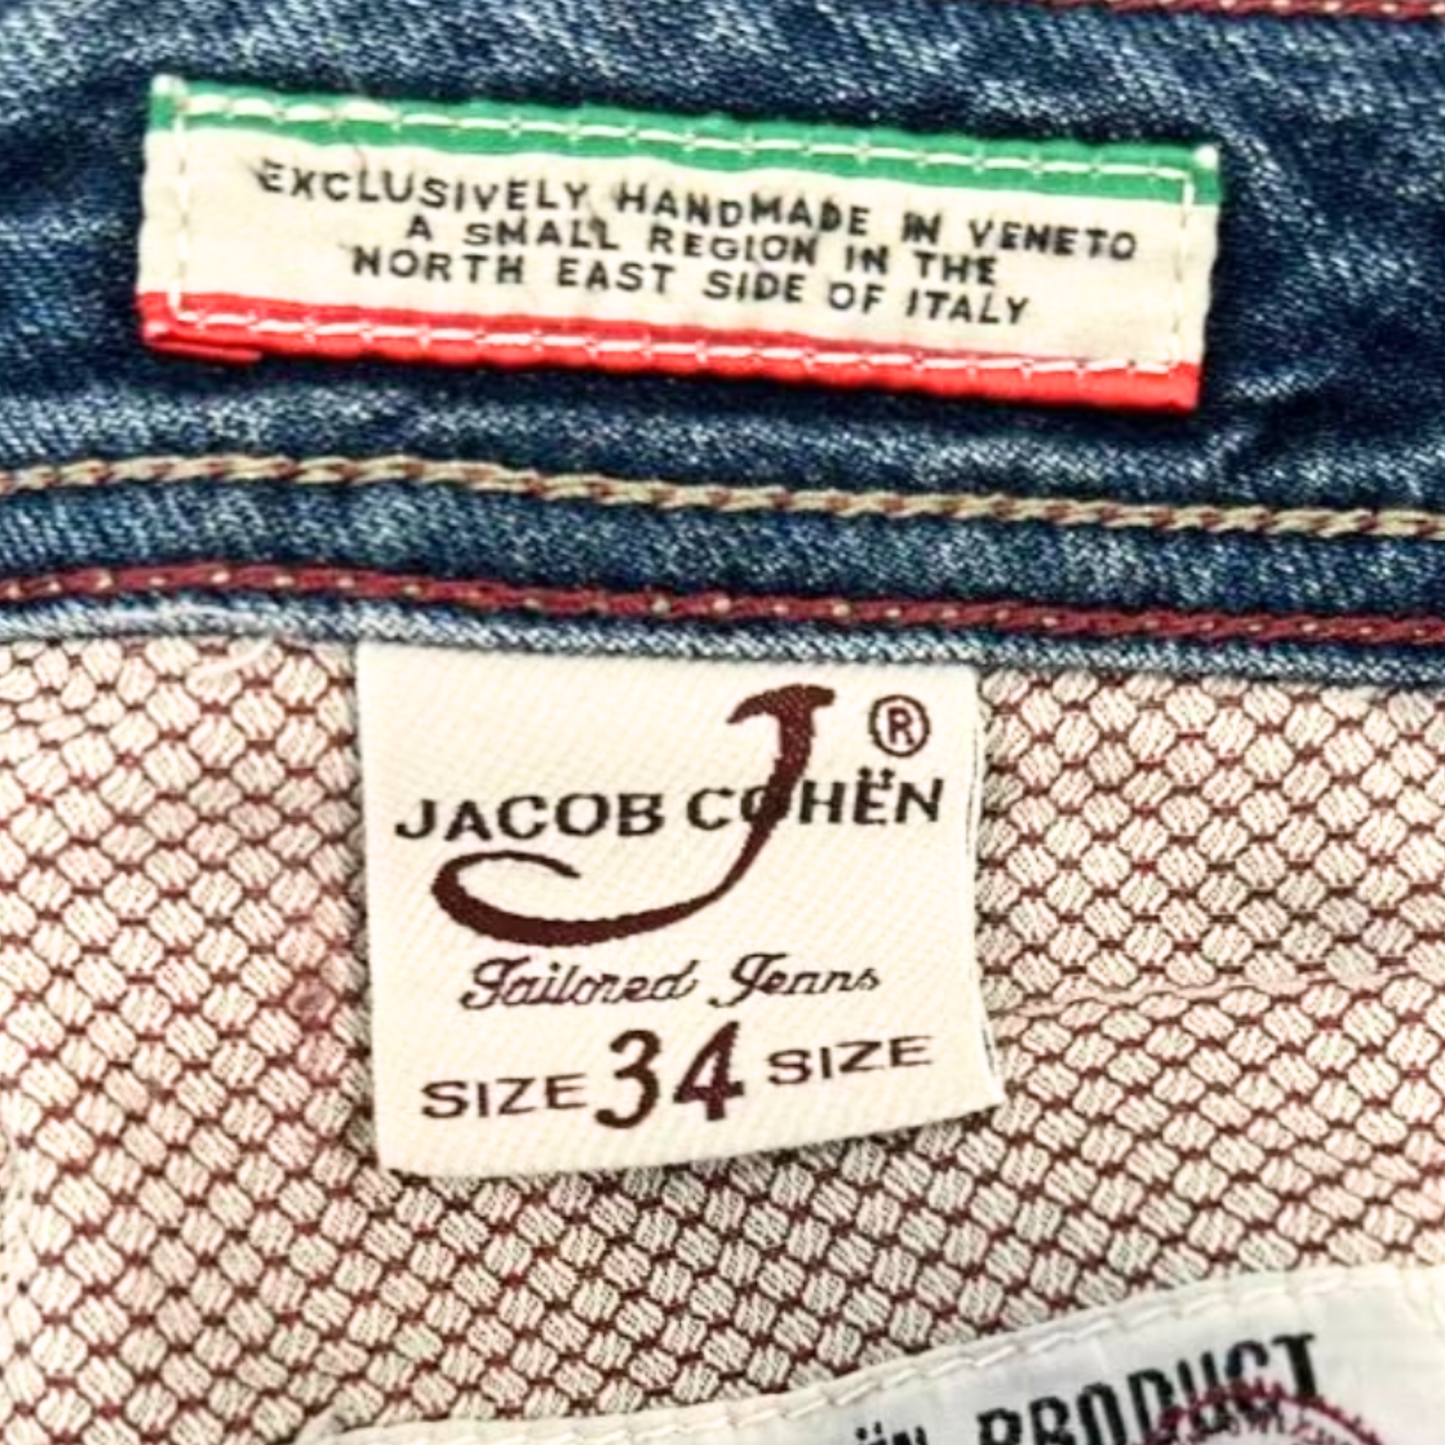 EXCLUSIVELY HANDMADE IN VENETO
A SMALL REGION IN THE
NORTH EAST SIDE OF ITALY
J ®
JACOB COHËN
Tailored Jeans
SIZE 34 SIZE
PRODUCT